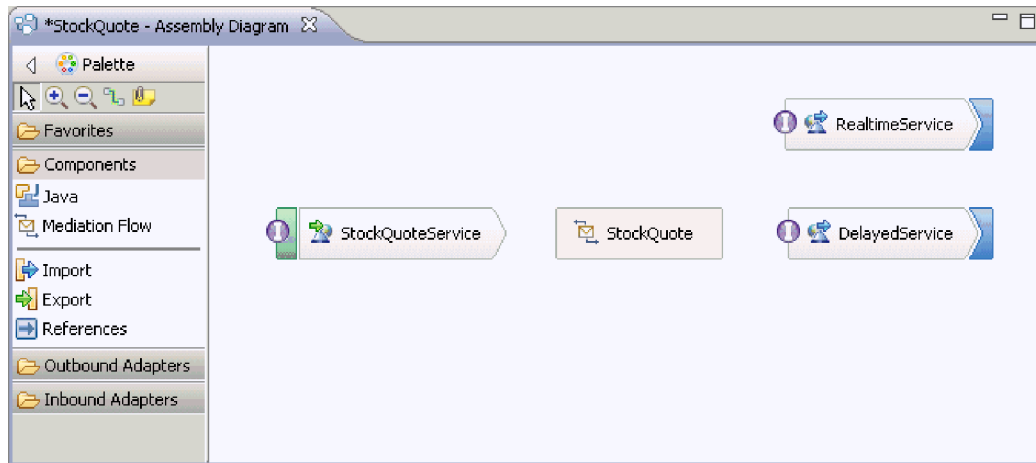 *StockQuote - Assembly Diagram
Palette
Favorites
Components
Java
Mediation Flow
Import
Export
References
Outbound Adapters
Inbound Adapters
RealtimeService
StockQuoteService
StockQuote
DelayedService